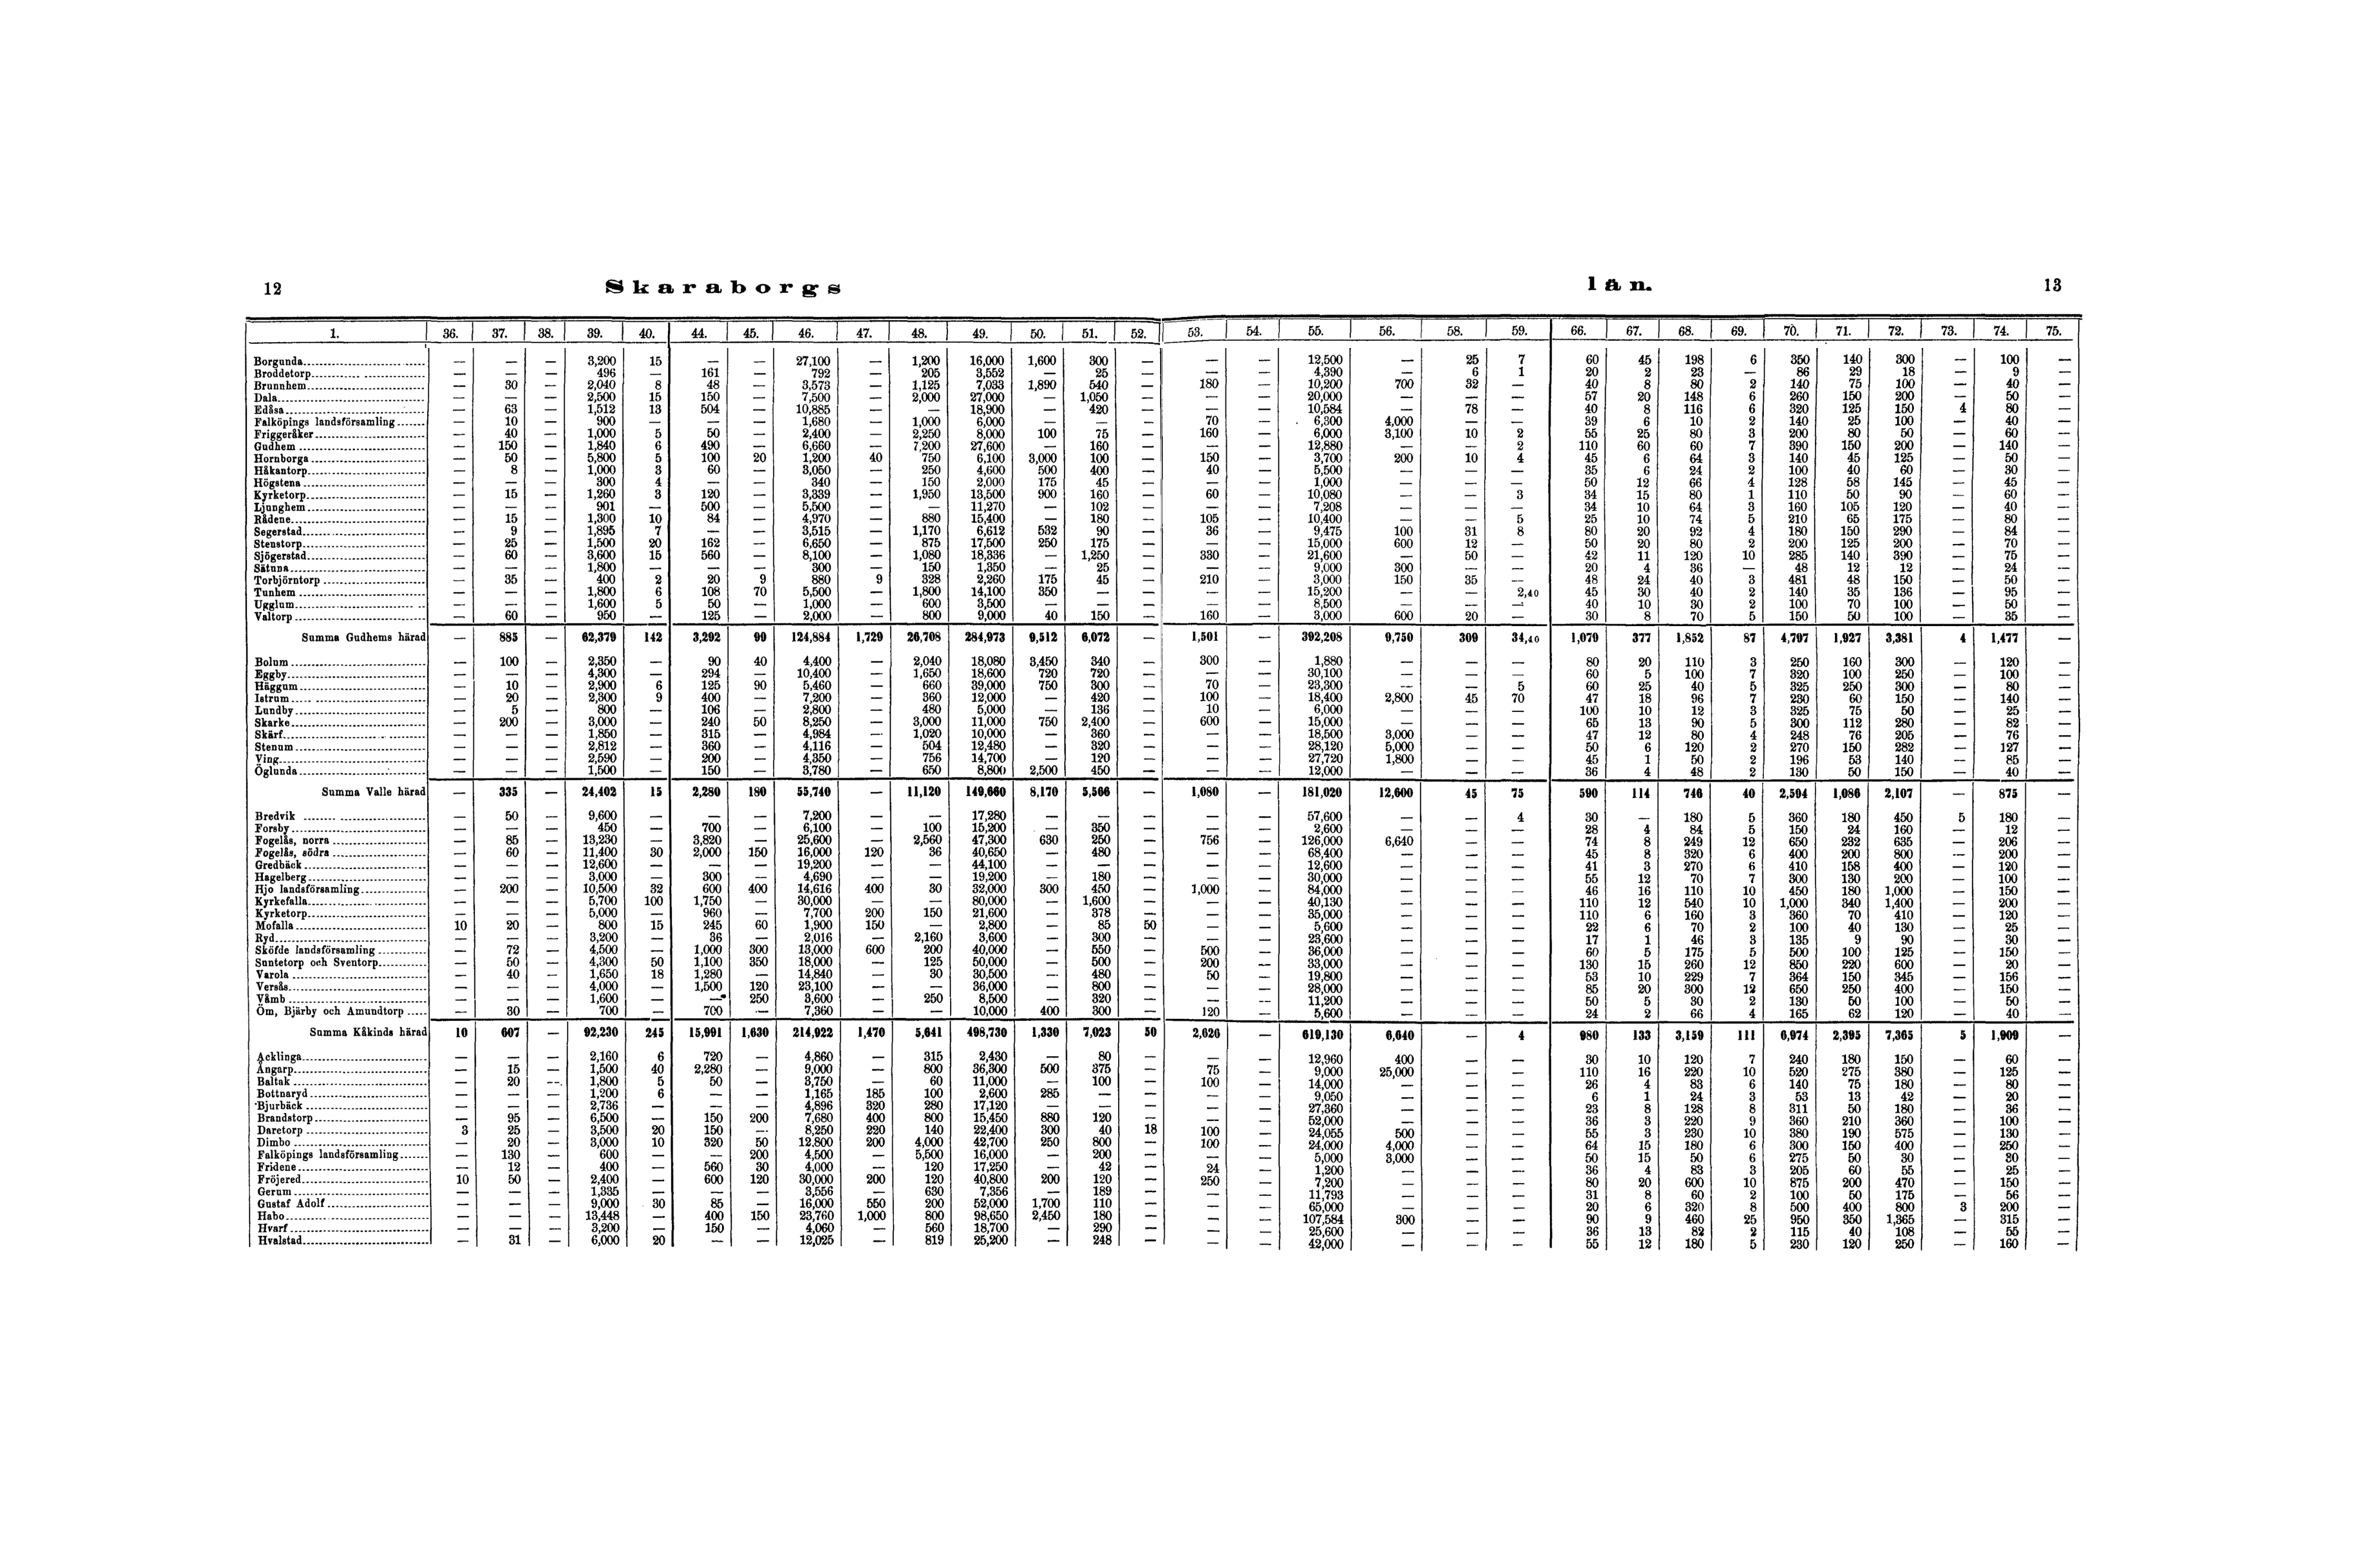 12 Skaraborgs län. 13
1. 36. 37. 38. 39. 40. 44. 45. 46. 47. 48. 49. 50. 51. 52. 53. 54. 55. 56. 58. 59. 66. 67. 68. 69. 70. 71. 72. 73. 74. 75.
Borgunda — — — 3,200 15 — — 27,100 — 1,200 16,000 1,600 300 — — — 12,500 — 25 7 60 45 198 6 350 140 300 — 100 —
Broddetorp — — — 496 — 161 — 792 — 205 3,552 — 25 — — — 4,390 — 6 1 20 2 23 — 86 29 18 — 9 —
Brunnhem — 30 — 2,040 8 48 — 3,573 — 1,125 7,033 1,890 540 — 180 — 10,200 700 32 — 40 8 80 2 140 75 100 — 40 —
Dala — — — 2,500 15 150 — 7,500 — 2,000 27,000 — 1,050 — — — 20,000 — — — 57 20 148 6 260 150 200 — 50 —
Edåsa — 63 — 1,512 13 504 — 10,885 — — 18,900 — 420 — — — 10,584 — 78 — 40 8 116 6 320 125 150 4 80 —
Falköpings landsförsamling — 10 — 900 — — — 1,680 — 1,000 6,000 — — — 70 — 6,300 4,000 — — 39 6 10 2 140 25 100 — 40 —
Friggeråker — 40 — 1,000 5 50 — 2,400 — 2,250 8,000 100 75 — 160 — 6,000 3,100 10 2 55 25 80 3 200 80 50 — 60 —
Gudhem — 150 — 1,840 6 490 — 6,660 — 7,200 27,600 — 160 — — — 12,880 — — 2 110 60 60 7 390 150 200 — 140 —
Hornborga — 50 — 5,800 5 100 20 1,200 40 750 6,100 3,000 100 — 150 — 3,700 200 10 4 45 6 64 3 140 45 125 — 50 —
Håkantorp — 8 — 1,000 3 60 — 3,050 — 250 4,600 500 400 — 40 — 5,500 — — — 35 6 24 2 100 40 60 — 30 —
Högstena — — — 300 4 — — 340 — 150 2,000 175 45 — — — 1,000 — — — 50 12 66 4 128 58 145 — 45 —
Kyrketorp — 15 — 1,260 3 120 — 3,339 — 1,950 13,500 900 160 — 60 — 10,080 — — 3 34 15 80 1 110 50 90 — 60 —
Ljunghem — — — 901 — 500 — 5,500 — — 11,270 — 102 — — — 7,208 — — — 34 10 64 3 160 105 120 — 40 —
Rådene — 15 — 1,300 10 84 — 4,970 — 880 15,400 — 180 — 105 — 10,400 — — 5 25 10 74 5 210 65 175 — 80 —
Segerstad — 9 — 1,895 7 — — 3,515 — 1,170 6,612 532 90 — 36 — 9,475 100 31 8 80 20 92 4 180 150 290 — 84 —
Stenstorp — 25 — 1,500 20 162 — 6,650 — 875 17,500 250 175 — — — 15,000 600 12 — 50 20 80 2 200 125 200 — 70 —
Sjögerstad — 60 — 3,600 15 560 — 8,100 — 1,080 18,336 — 1,250 — 330 — 21,600 — 50 — 42 11 120 10 285 140 390 — 75 —
Sätuna — — — 1,800 — — — 300 — 150 1,350 — 25 — — — 9,000 300 — — 20 4 36 — 48 12 12 — 24 —
Torbjörntorp — 35 — 400 2 20 9 880 9 328 2,260 175 45 — 210 — 3,000 150 35 — 48 24 40 3 481 48 150 — 50 —
Tunhem — — — 1,800 6 108 70 5,500 — 1,800 14,100 350 — — — — 15,200 — — 2,40 45 30 40 2 140 35 136 — 95 —
Ugglum — — — 1,600 5 50 — 1,000 — 600 3,500 — — — — — 8,500 — — — 40 10 30 2 100 70 100 — 50 —
Valtorp — 60 — 950 — 125 — 2,000 — 800 9,000 40 150 — 160 — 3,000 600 20 — 30 8 70 5 150 50 100 — 35 —
Summa Gudhems härad — 885 — 62,379 142 3,292 99 124,884 1,729 26,708 284,973 9,512 6,072 — 1,501 — 392,208 9,750 309 34,40 1,079 377 1,852 87 4,797 1,927 3,381 4 1,477 —
Bolum — 100 — 2,350 — 90 40 4,400 — 2,040 18,080 3,450 340 — 300 — 1,880 — — — 80 20 110 3 250 160 300 — 120 —
Eggby — — — 4,300 — 294 — 10,400 — 1,650 18,600 720 720 — — — 30,100 — — — 60 5 100 7 320 100 250 — 100 —
Häggum — 10 — 2,900 6 125 90 5,460 — 660 39,000 750 300 — 70 — 23,300 — — 5 60 25 40 5 325 250 300 — 80 —
Istrum — 20 — 2,300 9 400 — 7,200 — 360 12,000 — 420 — 100 — 18,400 2,800 45 70 47 18 96 7 230 60 150 — 140 —
Lundby — 5 — 800 — 106 — 2,800 — 480 5,000 — 136 — 10 — 6,000 — — — 100 10 12 3 325 75 50 — 25 —
Skarke — 200 — 3,000 — 240 50 8,250 — 3,000 11,000 750 2,400 — 600 — 15,000 — — — 65 13 90 5 300 112 280 — 82 —
Skärf — — — 1,850 — 315 — 4,984 — 1,020 10,000 — 360 — — — 18,500 3,000 — — 47 12 80 4 248 76 205 — 76 —
Stenum — — — 2,812 — 360 — 4,116 — 504 12,480 — 320 — — — 28,120 5,000 — — 50 6 120 2 270 150 282 — 127 —
Ving — — — 2,590 — 200 — 4,350 — 756 14,700 — 120 — — — 27,720 1,800 — — 45 1 50 2 196 53 140 — 85 —
Öglunda — — — 1,500 — 150 — 3,780 — 650 8,800 2,500 450 — — — 12,000 — — — 36 4 48 2 130 50 150 — 40 —
Summa Valle härad — 335 — 24,402 15 2,280 180 55,740 — 11,120 149,660 8,170 5,566 — 1,080 — 181,020 12,600 45 75 590 114 746 40 2,594 1,086 2,107 — 875 —
Bredvik — 50 — 9,600 — — — 7,200 — — 17,280 — — — — — 57,600 — — 4 30 — 180 5 360 180 450 5 180 —
Forsby — — — 450 — 700 — 6,100 — 100 15,200 — 350 — — — 2,600 — — — 28 4 84 5 150 24 160 — 12 —
Fogelås, norra — 85 — 13,230 — 3,820 — 25,600 — 2,560 47,300 630 250 — 756 — 126,000 6,640 — — 74 8 249 12 650 232 635 — 206 —
Fogelås, södra — 60 — 11,400 30 2,000 150 16,000 120 36 40,650 — 480 — — — 68,400 — — — 45 8 320 6 400 200 800 — 200 —
Gredbäck — — — 12,600 — — — 19,200 — — 44,100 — — — — — 12,600 — — — 41 3 270 6 410 158 400 — 120 —
Hagelberg — — — 3,000 — 300 — 4,690 — — 19,200 — 180 — — — 30,000 — — — 55 12 70 7 300 130 200 — 100 —
Hjo landsförsamling — 200 — 10,500 32 600 400 14,616 400 30 32,000 300 450 — 1,000 — 84,000 — — — 46 16 110 10 450 180 1,000 — 150 —
Kyrkefalla — — — 5,700 100 1,750 — 30,000 — — 80,000 — 1,600 — — — 40,130 — — — 110 12 540 10 1,000 340 1,400 — 200 —
Kyrketorp — — — 5,000 — 960 — 7,700 200 150 21,600 — 378 — — — 35,000 — — — 110 6 160 3 360 70 410 — 120 —
Mofalla 10 20 — 800 15 245 60 1,900 150 — 2,800 — 85 50 — — 5,600 — — — 22 6 70 2 100 40 130 — 25 —
Ryd — — — 3,200 — 36 — 2,016 — 2,160 3,600 — 300 — — — 23,600 — — — 17 1 46 3 135 9 90 — 30 —
Sköfde landsförsamling — 72 — 4,500 — 1,000 300 13,000 600 200 40,000 — 550 — 500 — 36,000 — — — 60 5 175 5 500 100 125 — 150 —
Suntetorp och Sventorp — 50 — 4,300 50 1,100 350 18,000 — 125 50,000 — 500 — 200 — 33,000 — — — 130 15 260 12 850 220 600 — 20 —
Varola — 40 — 1,650 18 1,280 — 14,840 — 30 30,500 — 480 — 50 — 19,800 — — — 53 10 229 7 364 150 345 — 156 —
Versås — — — 4,000 — 1,500 120 23,100 — — 36,000 — 800 — — — 28,000 — — — 85 20 300 12 650 250 400 — 150 —
Våmb — — — 1,600 — — 250 3,600 — 250 8,500 — 320 — — — 11,200 — — — 50 5 30 2 130 50 100 — 50 —
Öm, Bjärby och Amundtorp — 30 — 700 — 700 — 7,360 — — 10,000 400 300 — 120 — 5,600 — — — 24 2 66 4 165 62 120 — 40 —
Summa Kåkinds härad 10 607 — 92,230 245 15,991 1,630 214,922 1,470 5,641 498,730 1,330 7,023 50 2,626 — 619,130 6,640 — 4 980 133 3,159 111 6,974 2,395 7,365 5 1,909 —
Acklinga — — — 2,160 6 720 — 4,860 — 315 2,430 — 80 — — — 12,960 400 — — 30 10 120 7 240 180 150 — 60 —
Ångarp — 15 — 1,500 40 2,280 — 9,000 — 800 36,300 500 375 — 75 — 9,000 25,000 — — 110 16 220 10 520 275 380 — 125 —
Baltak — 20 — 1,800 5 50 — 3,750 — 60 11,000 — 100 — 100 — 14,000 — — — 26 4 83 6 140 75 180 — 80 —
Bottnaryd — — — 1,200 6 — — 1,165 185 100 2,600 285 — — — — 9,050 — — — 6 1 24 3 53 13 42 — 20 —
Bjurbäck — — — 2,736 — — — 4,896 320 280 17,120 — — — — — 27,360 — — — 23 8 128 8 311 50 180 — 36 —
Brandstorp — 95 — 6,500 — 150 200 7,680 400 800 15,450 880 120 — — — 52,000 — — — 36 3 220 9 360 210 360 — 100 —
Daretorp 3 25 — 3,500 20 150 — 8,250 220 140 22,400 300 40 18 100 — 24,055 500 — — 55 3 230 10 380 190 575 — 130 —
Dimbo — 20 — 3,000 10 320 50 12,800 200 4,000 42,700 250 800 — 100 — 24,000 4,000 — — 64 15 180 6 300 150 400 — 250 —
Falköpings landsförsamling — 130 — 600 — — 200 4,500 — 5,500 16,000 — 200 — — — 5,000 3,000 — — 50 15 50 6 275 50 30 — 30 —
Fridene — 12 — 400 — 560 30 4,000 — 120 17,250 — 42 — 24 — 1,200 — — — 36 4 83 3 205 60 55 — 25 —
Fröjered 10 50 — 2,400 — 600 120 30,000 200 120 40,800 200 120 — 250 — 7,200 — — — 80 20 600 10 875 200 470 — 150 —
Gerum — — — 1,335 — — — 3,556 — 630 7,356 — 189 — — — 11,793 — — — 31 8 60 2 100 50 175 — 56 —
Gustaf Adolf — — — 9,000 30 85 — 16,000 550 200 52,000 1,700 110 — — — 65,000 — — — 20 6 320 8 500 400 800 3 200 —
Habo — — — 13,448 — 400 150 23,760 1,000 800 98,650 2,450 180 — — — 107,584 300 — — 90 9 460 25 950 350 1,365 — 315 —
Hvarf — — — 3,200 — 150 — 4,060 — 560 18,700 — 290 — — — 25,600 — — — 36 13 82 2 115 40 108 — 55 —
Hvalstad — 31 — 6,000 20 — — 12,025 — 819 25,200 — 248 — — — 42,000 — — — 55 12 180 5 230 120 250 — 160 —